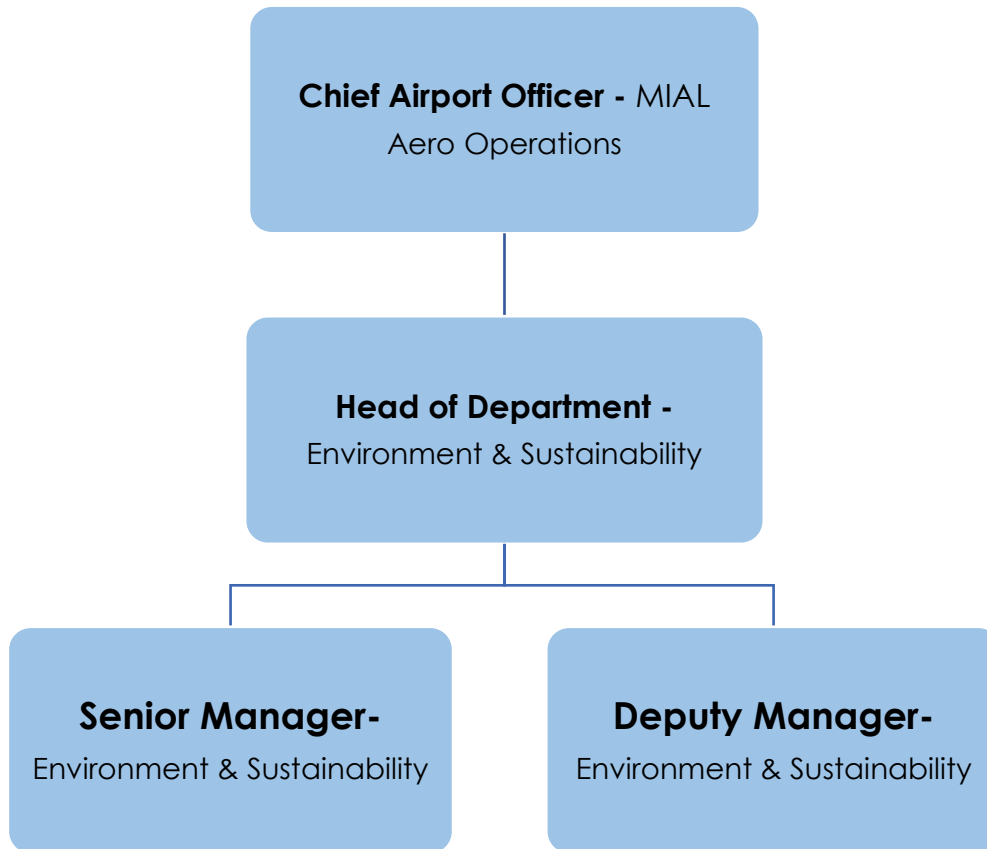 Chief Airport Officer - MIAL
Aero Operations
Head of Department -
Environment & Sustainability
Senior Manager-
Environment & Sustainability
Deputy Manager-
Environment & Sustainability